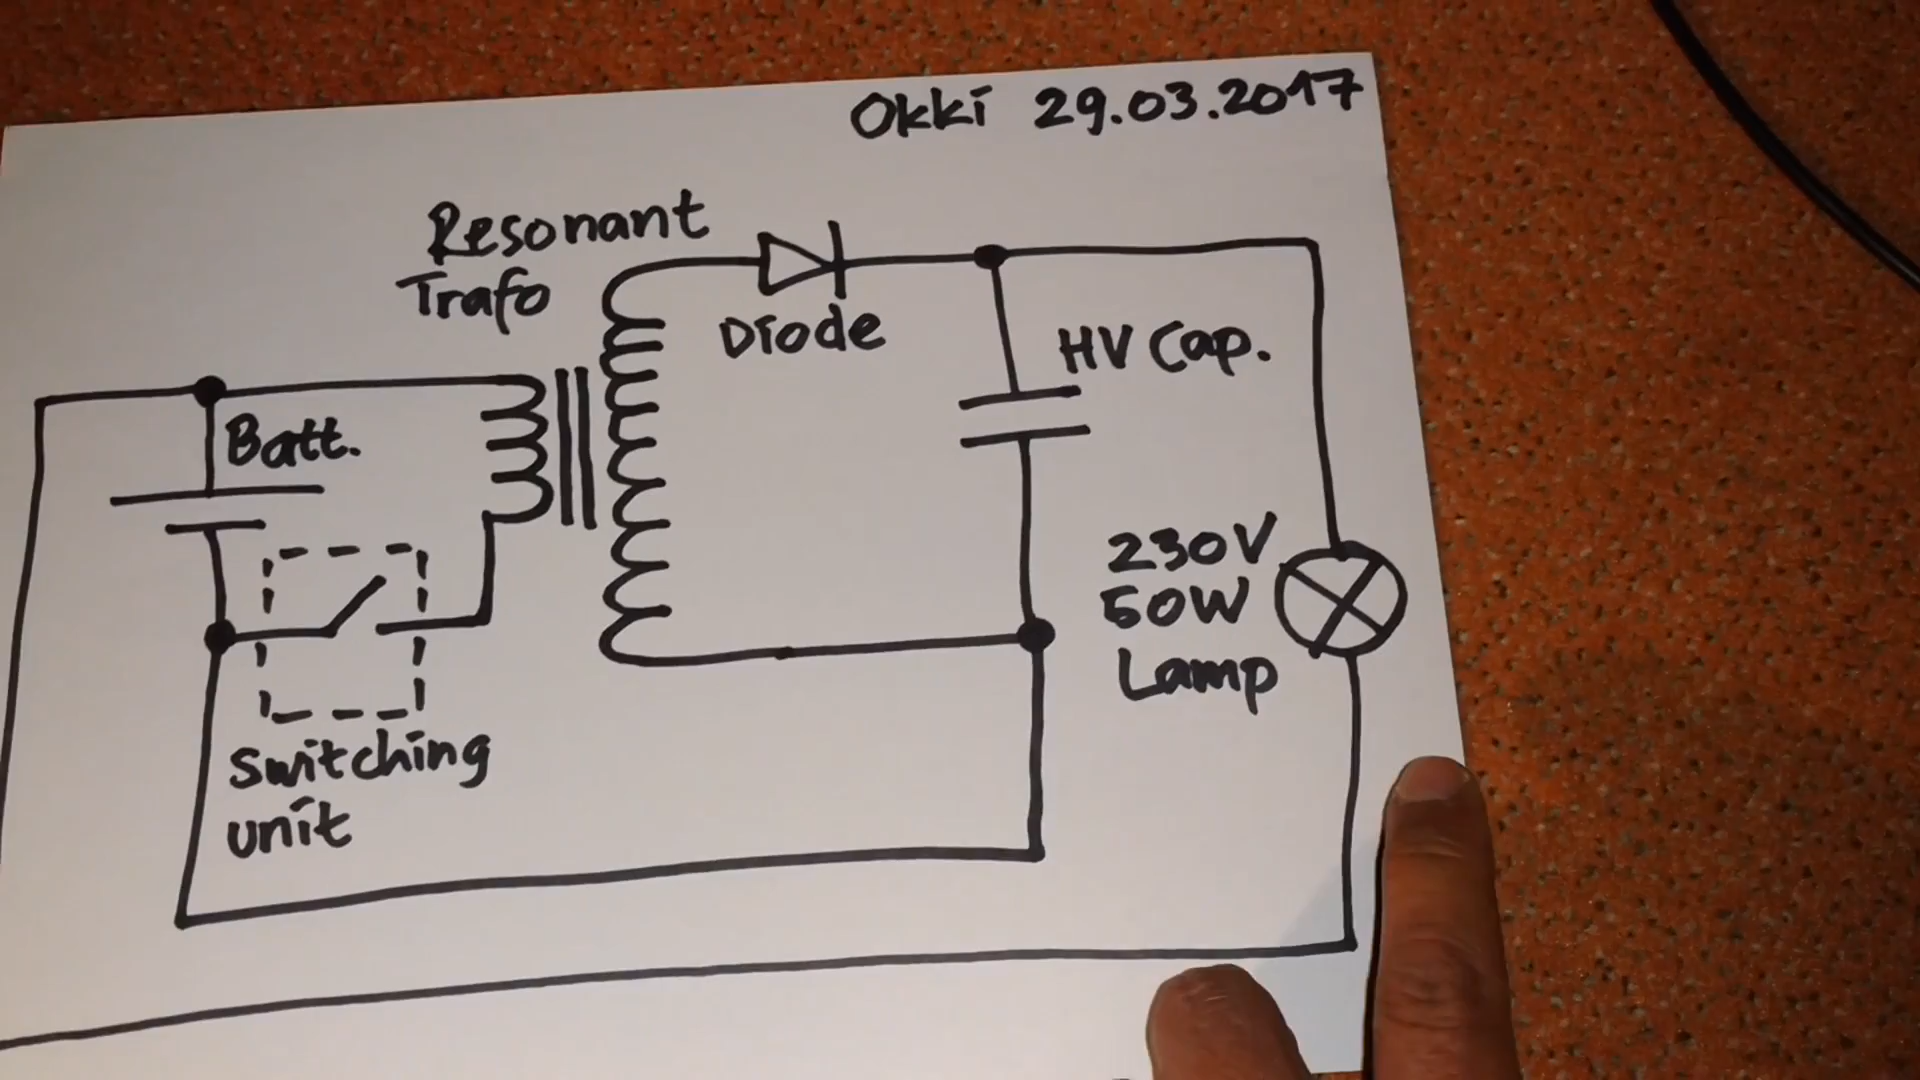 Okki 29.03.2017
Resonant
Trafo
Diode
HV Cap.
Batt.
230V
50W
Lamp
Switching
unit